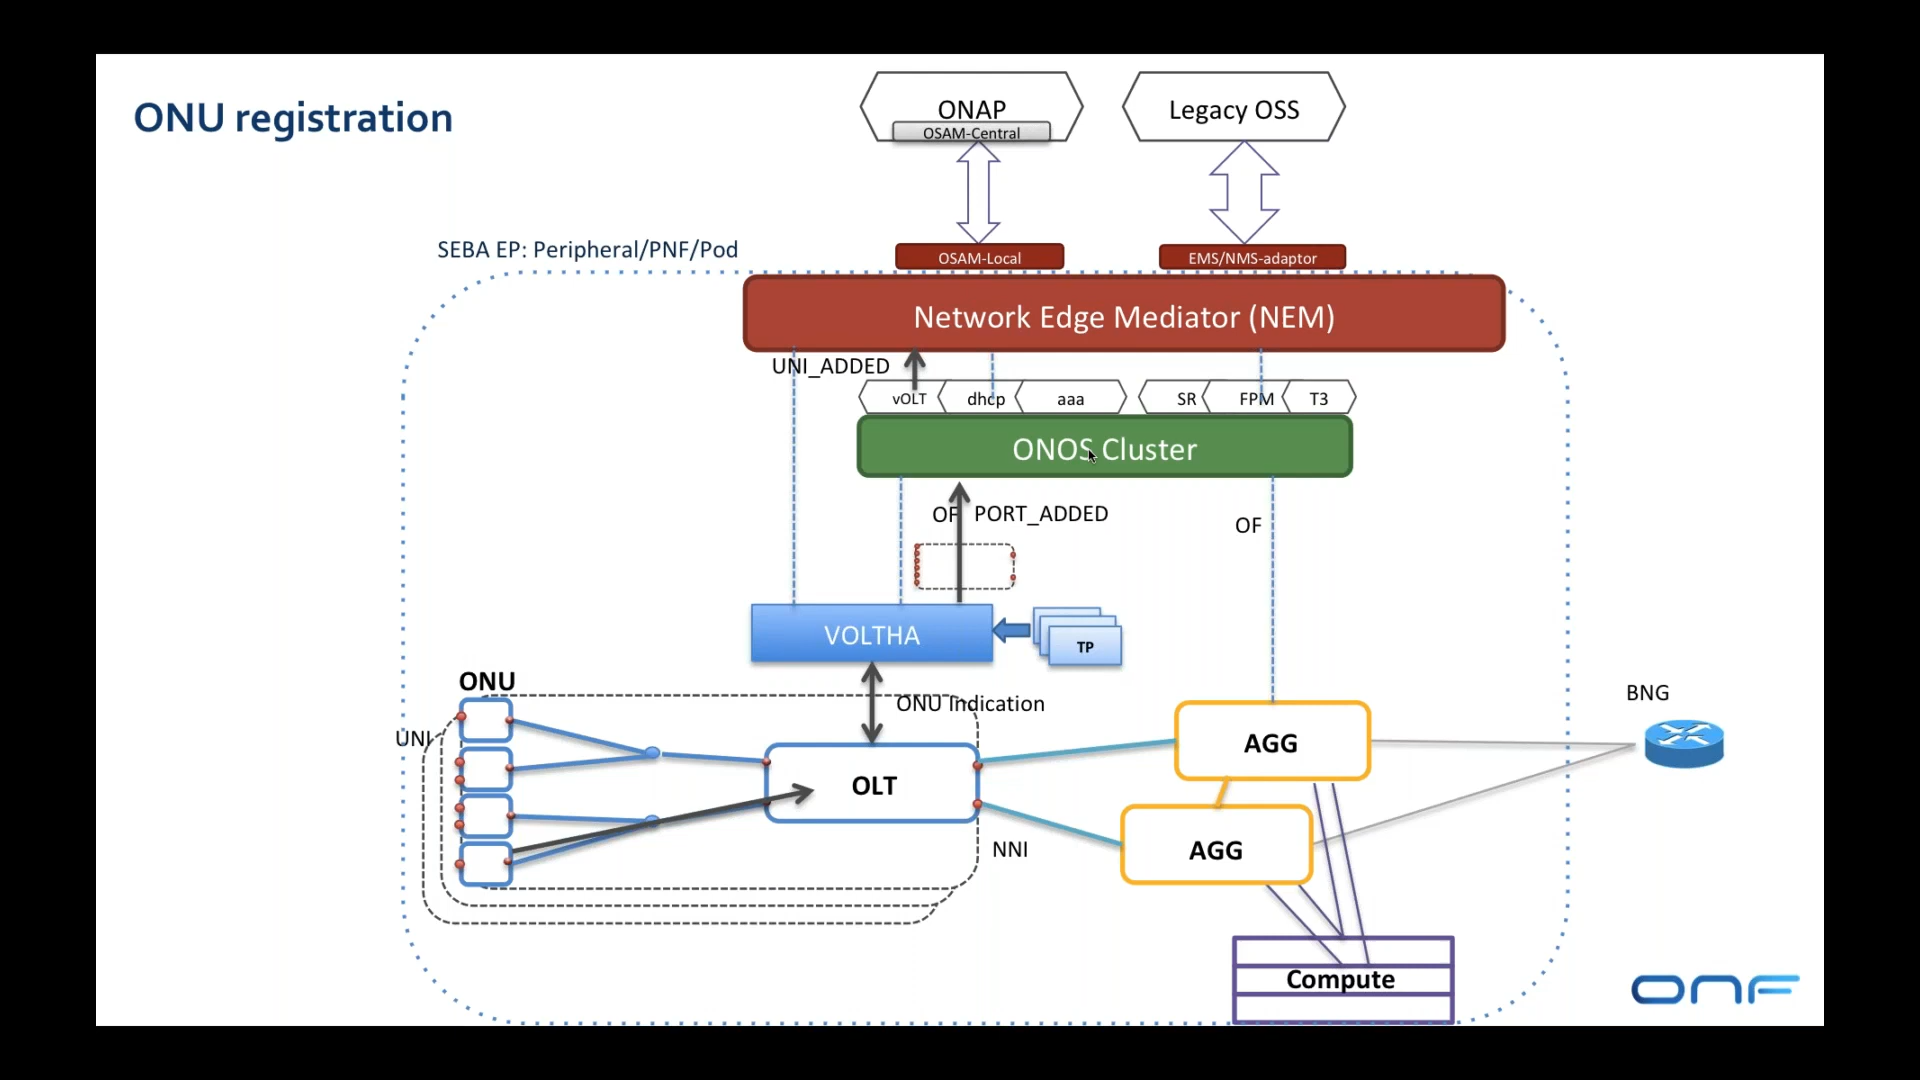 ONU registration
ONAP
OSAM-Central
Legacy OSS
SEBA EP: Peripheral/PNF/Pod
OSAM-Local
EMS/NMS-adaptor
Network Edge Mediator (NEM)
UNI_ADDED
vOLT
dhcp
aaa
SR
FPM
T3
ONOS Cluster
OF
PORT_ADDED
OF
VOLTHA
TP
ONU
ONU Indication
BNG
UNI
AGG
OLT
NNI
AGG
Compute
ONF